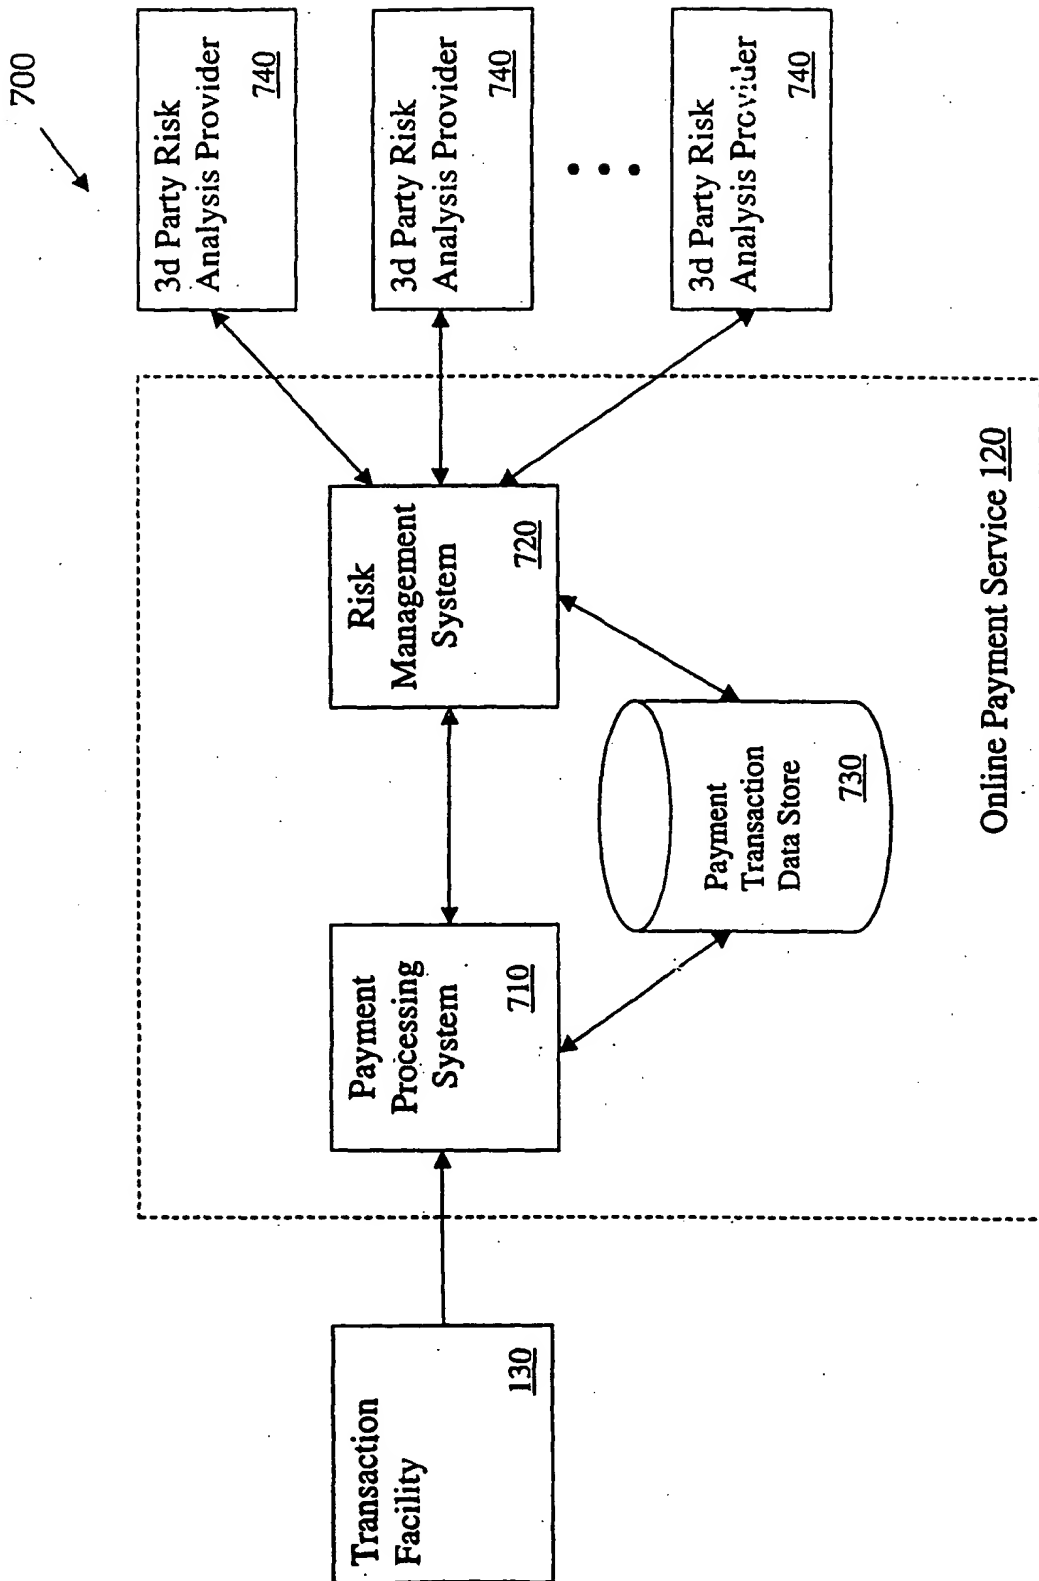 700
Transaction
Facility
130
Payment
Processing
System
710
Risk
Management
System
720
Payment
Transaction
Data Store
730
Online Payment Service 120
3d Party Risk
Analysis Provider
740
3d Party Risk
Analysis Provider
740
3d Party Risk
Analysis Provider
740